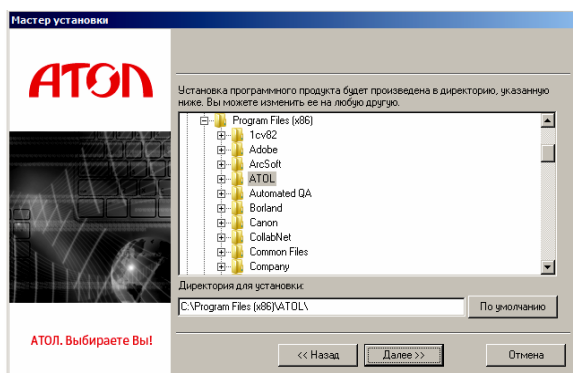 Мастер установки
АТОЛ
Установка программного продукта будет произведена в директорию, указанную
ниже. Вы можете изменить ее на любую другую.
Program Files (x86)
1cv82
Adobe
ArcSoft
ATOL
Automated QA
Borland
Canon
CollabNet
Common Files
Company
Директория для установки:
C:\Program Files (x86)\ATOL\
По умолчанию
АТОЛ. Выбираете Вы!
<< Назад
Далее >>
Отмена